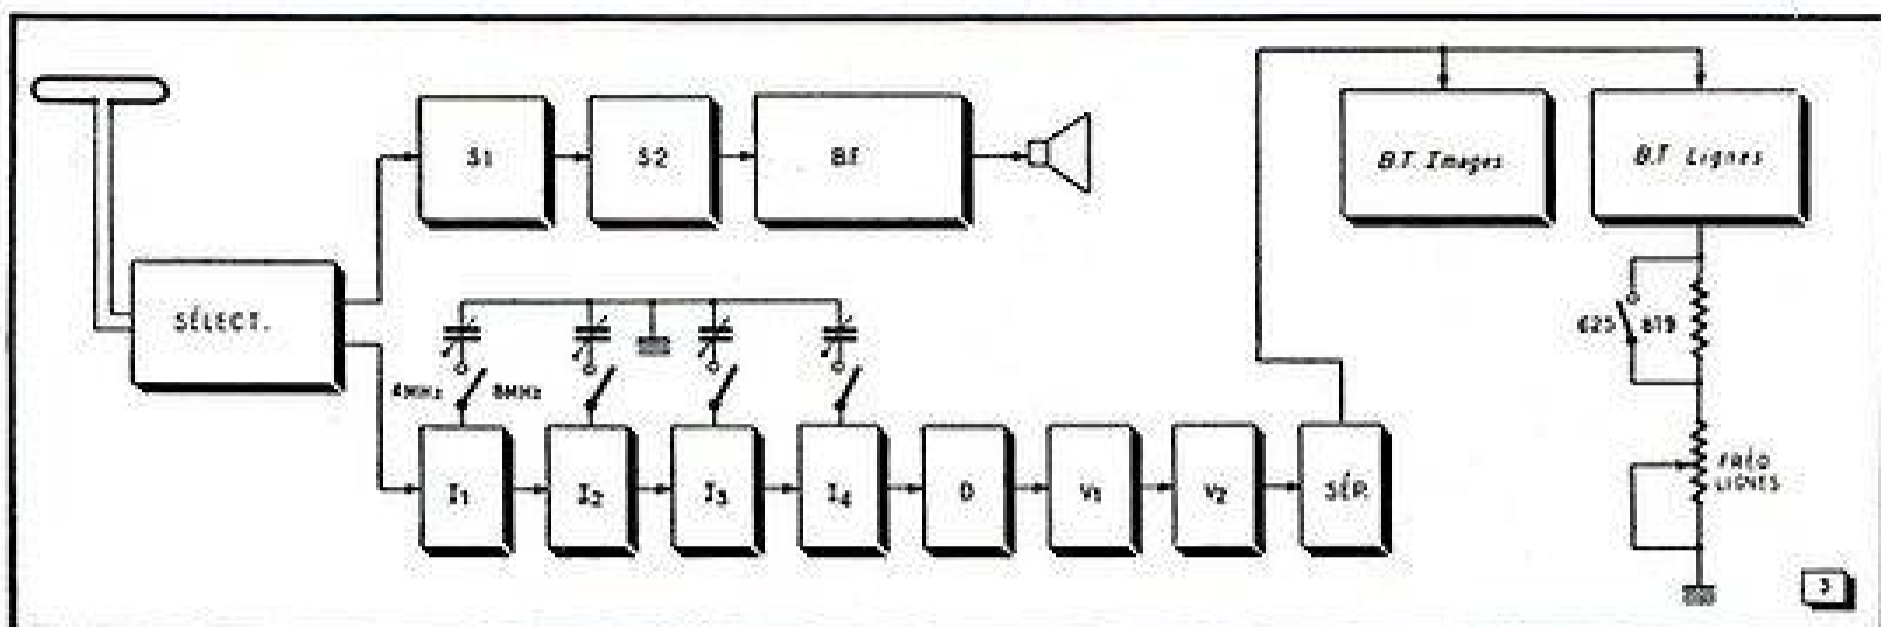 S1
S2
B.F.
B.T. Images
B.T. Lignes
SÉLECT.
625
819
4MHz
8MHz
I1
I2
I3
I4
D
V1
V2
SÉP.
FRÉQ.
LIGNES
3